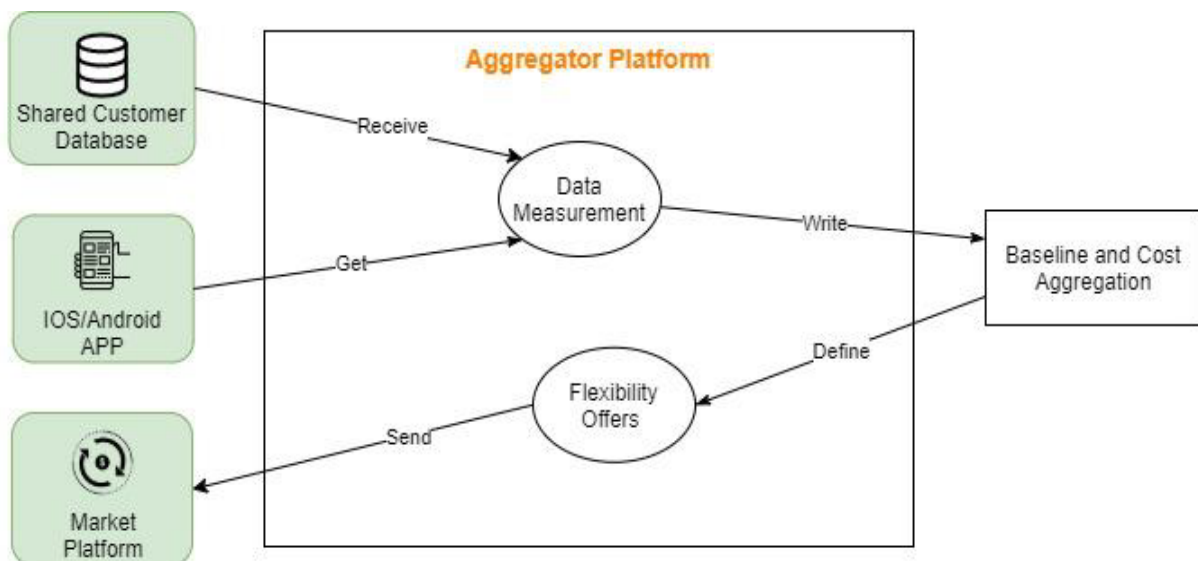 Aggregator Platform
Shared Customer
Database
Receive
Data
Measurement
Write
Baseline and Cost
Aggregation
Get
IOS/Android
APP
Define
Flexibility
Offers
Send
Market
Platform